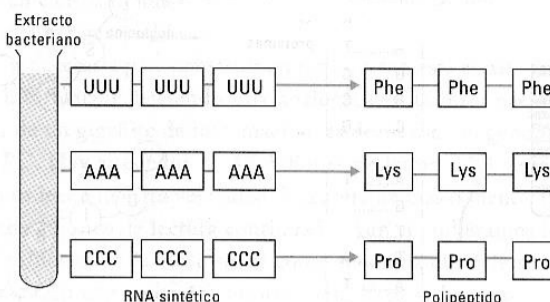 Extracto
bacteriano
UUU UUU UUU Phe Phe Phe
AAA AAA AAA Lys Lys Lys
CCC CCC CCC Pro Pro Pro
RNA sintético Polipéptido